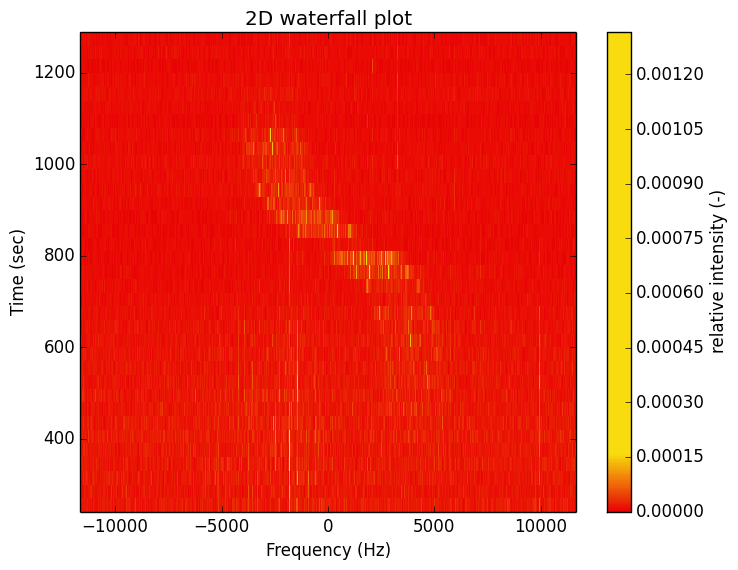 2D waterfall plot
1200
1000
800
600
400
Time (sec)
−10000 −5000 0 5000 10000
Frequency (Hz)
0.00120
0.00105
0.00090
0.00075
0.00060
0.00045
0.00030
0.00015
0.00000
relative intensity (-)